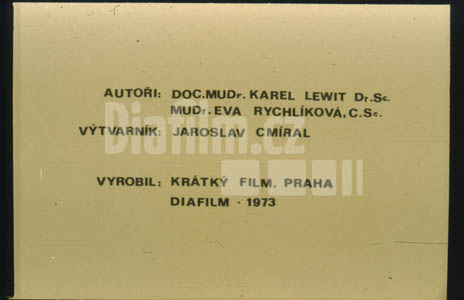 AUTOŘI: DOC.MUDr. KAREL LEWIT Dr.Sc.
MUDr. EVA RYCHLÍKOVÁ, C.Sc.
VÝTVARNÍK: JAROSLAV CMÍRAL
Diafilm.cz
VYROBIL: KRÁTKÝ FILM, PRAHA
DIAFILM · 1973